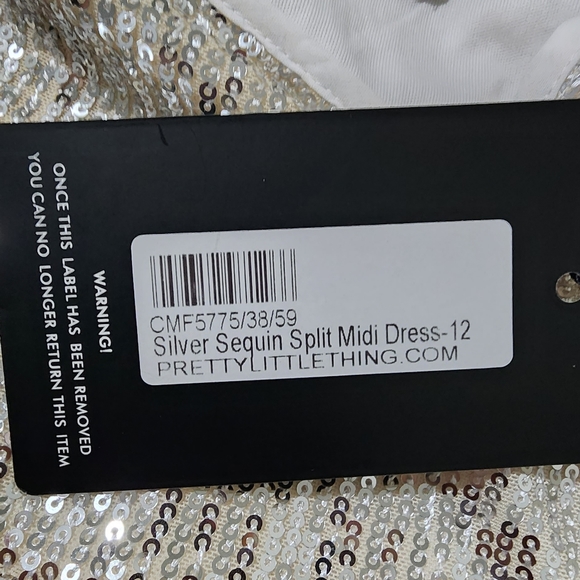 WARNING!
ONCE THIS LABEL HAS BEEN REMOVED
YOU CAN NO LONGER RETURN THIS ITEM
CMF5775/38/59
Silver Sequin Split Midi Dress-12
PRETTYLITTLETHING.COM